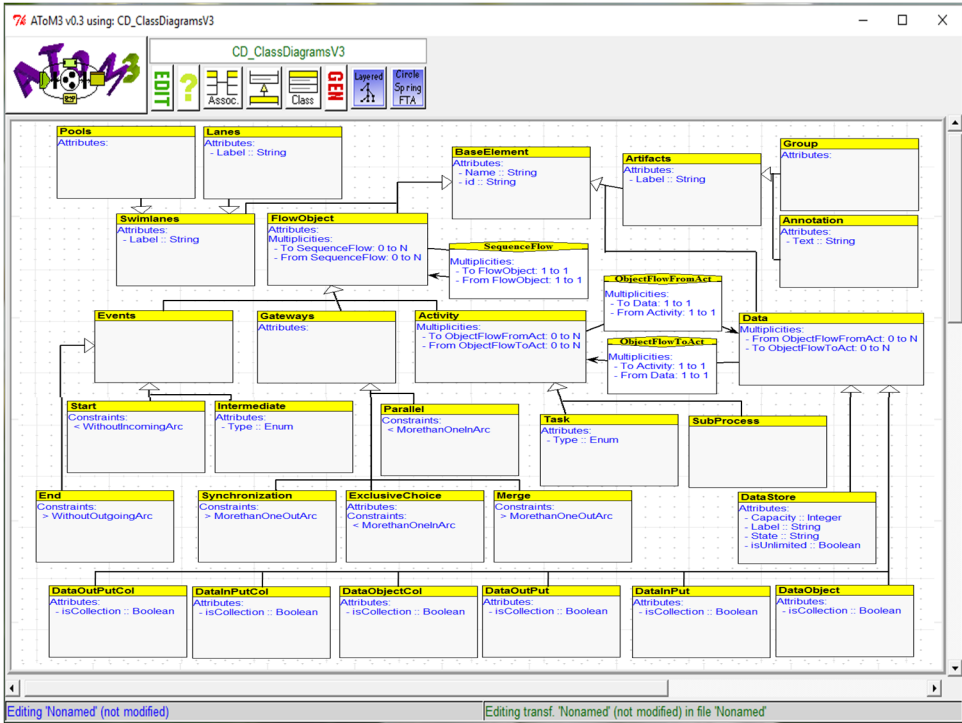 AToM3 v0.3 using: CD_ClassDiagramsV3
ATOM3
EDIT
?
CD_ClassDiagramsV3
Assoc.
Class
GEN
Layered
Circle
Spring
FTA
Pools
Attributes:
Lanes
Attributes:
- Label :: String
BaseElement
Attributes:
- Name :: String
- id :: String
Artifacts
Attributes:
- Label :: String
Group
Attributes:
Swimlanes
Attributes:
- Label :: String
FlowObject
Attributes:
Multiplicities:
- To SequenceFlow: 0 to N
- From SequenceFlow: 0 to N
Annotation
Attributes:
- Text :: String
SequenceFlow
Multiplicities:
- To FlowObject: 1 to 1
- From FlowObject: 1 to 1
ObjectFlowFromAct
Multiplicities:
- To Data: 1 to 1
- From Activity: 1 to 1
Events
Gateways
Attributes:
Activity
Multiplicities:
- To ObjectFlowFromAct: 0 to N
- From ObjectFlowToAct: 0 to N
ObjectFlowToAct
Multiplicities:
- To Activity: 1 to 1
- From Data: 1 to 1
Data
Multiplicities:
- From ObjectFlowFromAct: 0 to N
- To ObjectFlowToAct: 0 to N
Start
Constraints:
< WithoutIncomingArc
Intermediate
Attributes:
- Type :: Enum
Parallel
Constraints:
< MorethanOneInArc
Task
Attributes:
- Type :: Enum
SubProcess
End
Constraints:
> WithoutOutgoingArc
Synchronization
Constraints:
> MorethanOneOutArc
ExclusiveChoice
Attributes:
Constraints:
< MorethanOneInArc
Merge
Constraints:
> MorethanOneOutArc
DataStore
Attributes:
- Capacity :: Integer
- Label :: String
- State :: String
- isUnlimited :: Boolean
DataOutPutCol
Attributes:
- isCollection :: Boolean
DataInPutCol
Attributes:
- isCollection :: Boolean
DataObjectCol
Attributes:
- isCollection :: Boolean
DataOutPut
Attributes:
- isCollection :: Boolean
DataInPut
Attributes:
- isCollection :: Boolean
DataObject
Attributes:
- isCollection :: Boolean
Editing 'Nonamed' (not modified)
Editing transf. 'Nonamed' (not modified) in file 'Nonamed'